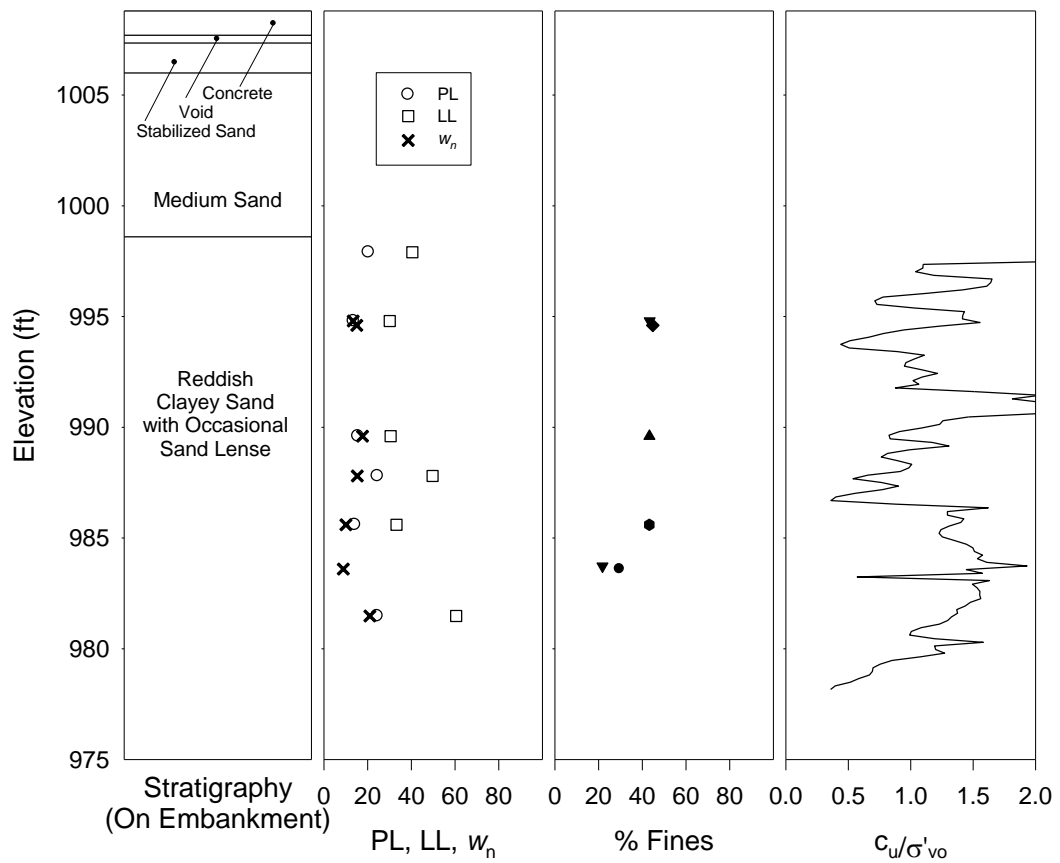 Elevation (ft)
1005
1000
995
990
985
980
975
Concrete
Void
Stabilized Sand
Medium Sand
Reddish
Clayey Sand
with Occasional
Sand Lense
Stratigraphy
(On Embankment)
PL
LL
wn
0 20 40 60 80
PL, LL, wn
0 20 40 60 80
% Fines
0.0 0.5 1.0 1.5 2.0
cu/σ'vo